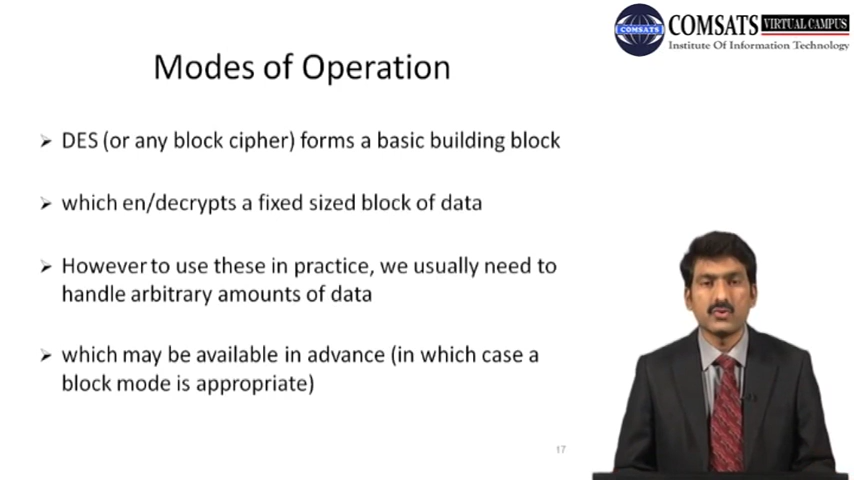 COMSATS VIRTUAL CAMPUS
COMSATS
Institute Of Information Technology
Modes of Operation
DES (or any block cipher) forms a basic building block
which en/decrypts a fixed sized block of data
However to use these in practice, we usually need to
handle arbitrary amounts of data
which may be available in advance (in which case a
block mode is appropriate)
17